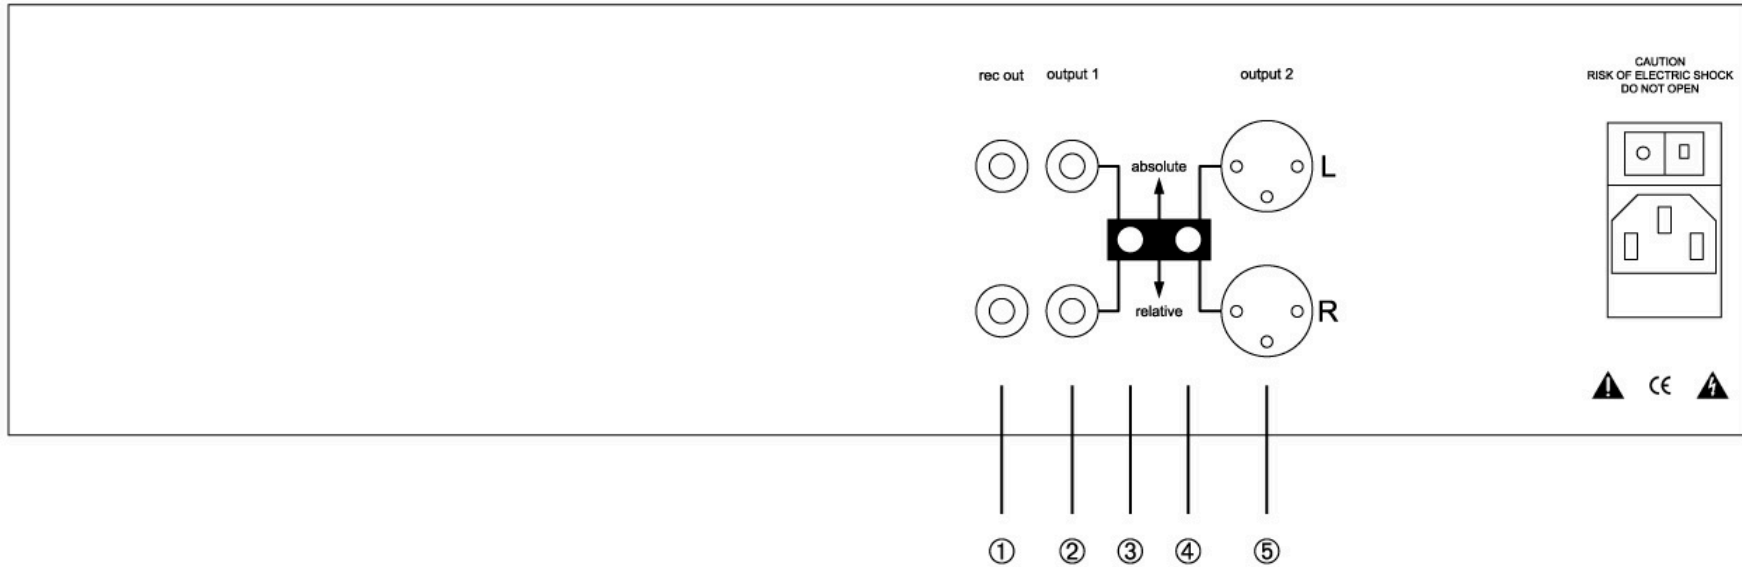 rec out output 1 output 2
CAUTION
RISK OF ELECTRIC SHOCK
DO NOT OPEN
absolute
L
relative
R
CE
① ② ③ ④ ⑤